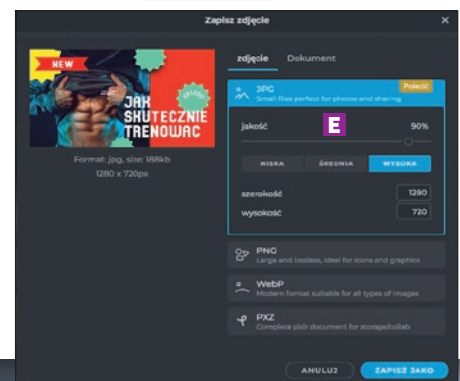 Zapisz zdjęcie
×
NEW
JAK
SKUTECZNIE
TRENOWAĆ
Format: jpg, size: 188kb
1280 x 720px
zdjęcie Dokument
JPG Polecić
Small files perfect for photos and sharing
jakość E 90%
NISKA ŚREDNIA WYSOKA
szerokość 1280
wysokość 720
PNG
Large and lossless, ideal for icons and graphics
WebP
Modern format suitable for all types of images
PXZ
Complete pixlr document for storage/collab
ANULUJ ZAPISZ JAKO